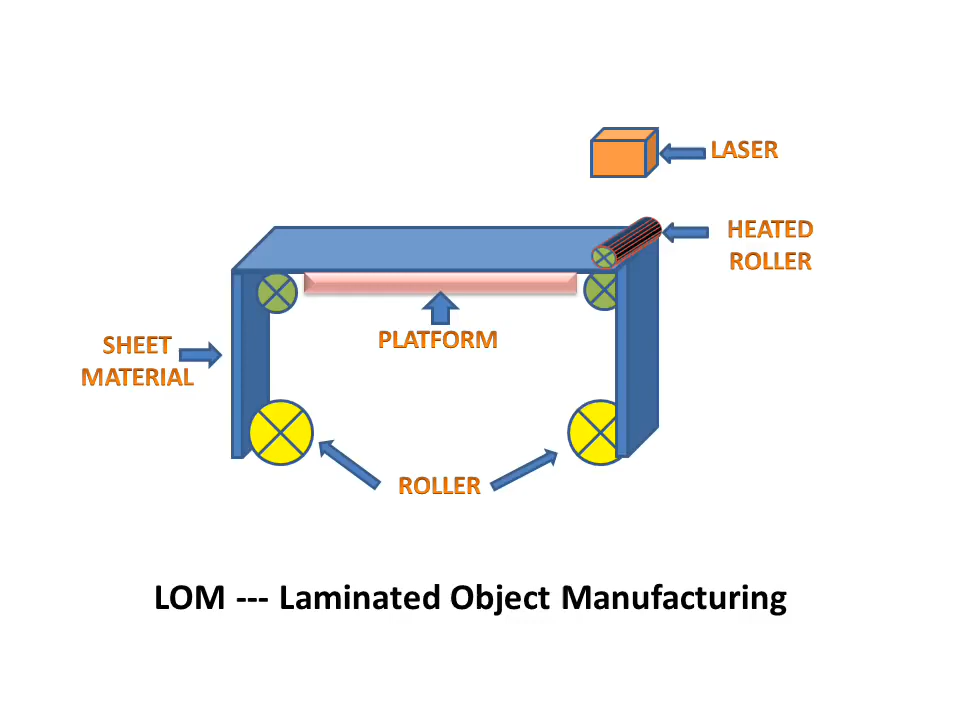 LASER
HEATED
ROLLER
PLATFORM
SHEET
MATERIAL
ROLLER
LOM --- Laminated Object Manufacturing